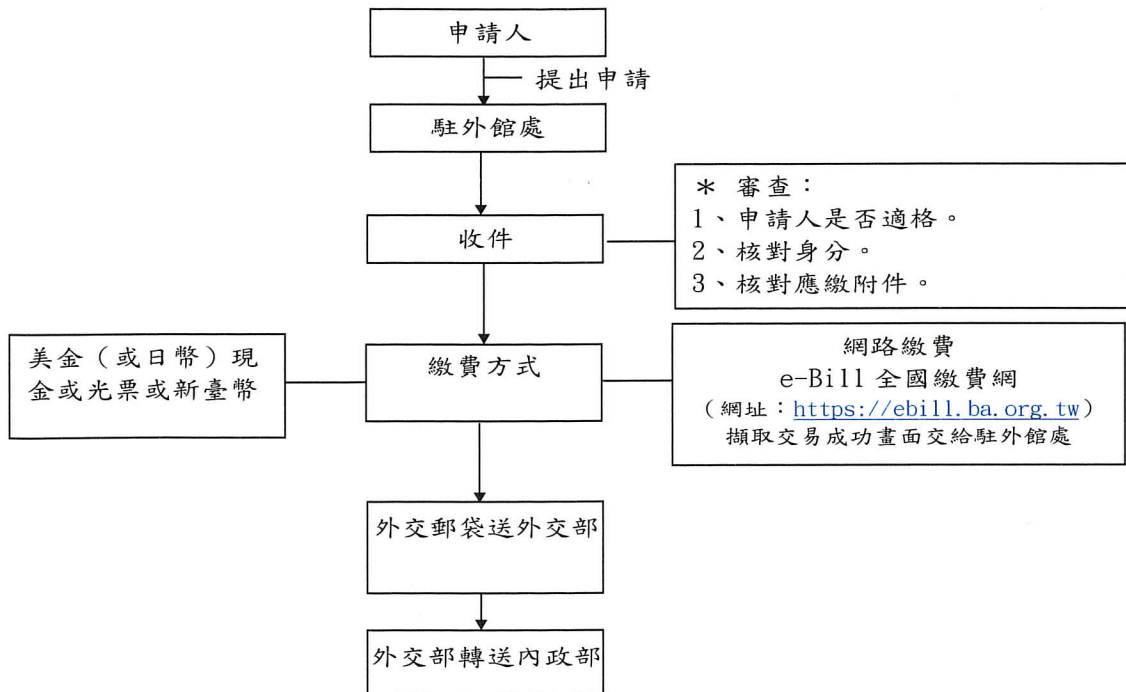 申請人
提出申請
駐外館處
收件
＊ 審查：
1、申請人是否適格。
2、核對身分。
3、核對應繳附件。
美金（或日幣）現
金或光票或新臺幣
繳費方式
網路繳費
e-Bill 全國繳費網
（網址：https://ebill.ba.org.tw）
擷取交易成功畫面交給駐外館處
外交郵袋送外交部
外交部轉送內政部